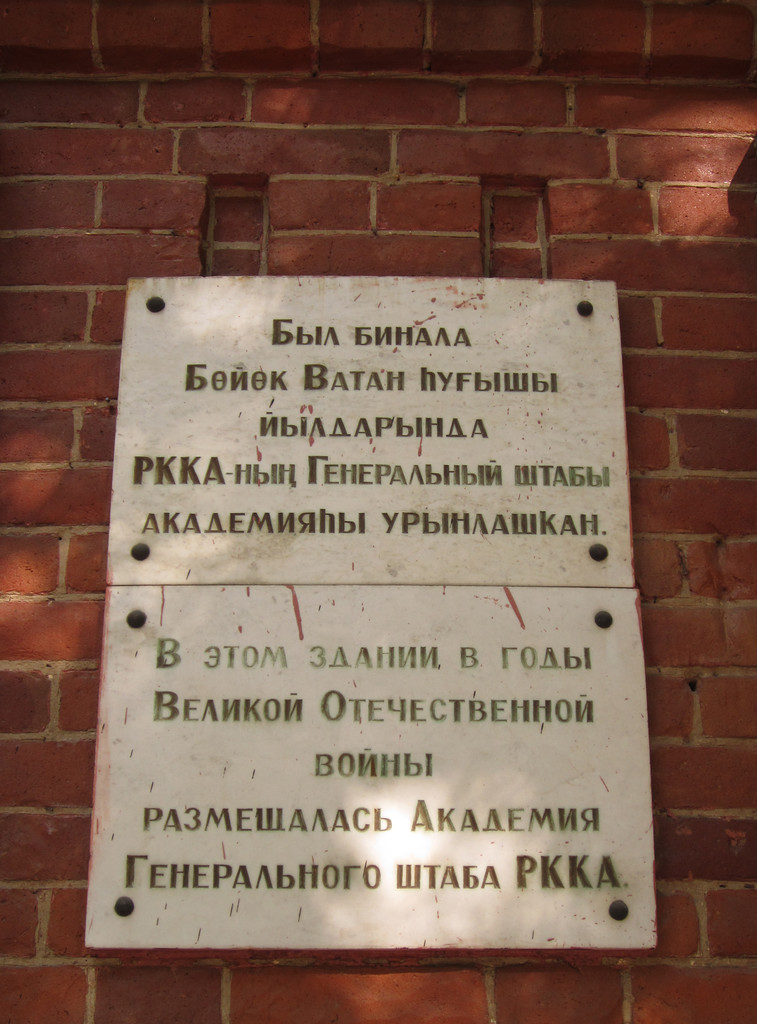 Был бинала
Бөйөк Ватан һуғышы
йылдарында
РККА-ның Генеральный штабы
академияһы урынлашҡан.
В этом здании в годы
Великой Отечественной
войны
размещалась Академия
Генерального штаба РККА.